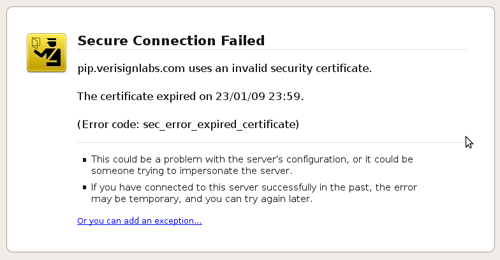 Secure Connection Failed
pip.verisignlabs.com uses an invalid security certificate.
The certificate expired on 23/01/09 23:59.
(Error code: sec_error_expired_certificate)
This could be a problem with the server's configuration, or it could be
someone trying to impersonate the server.
If you have connected to this server successfully in the past, the error
may be temporary, and you can try again later.
Or you can add an exception...